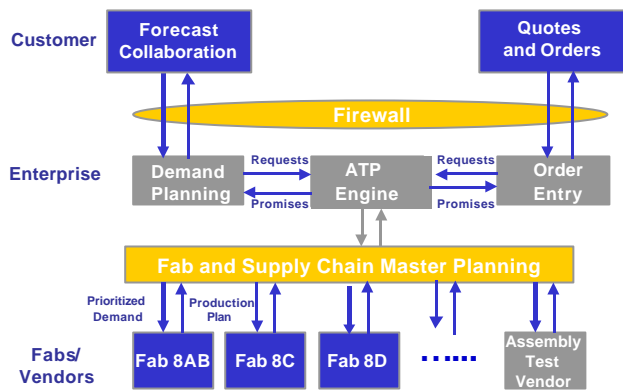 Customer
Forecast
Collaboration
Quotes
and Orders
Firewall
Enterprise
Demand
Planning
Requests
Promises
ATP
Engine
Requests
Promises
Order
Entry
Fab and Supply Chain Master Planning
Prioritized
Demand
Production
Plan
Fabs/
Vendors
Fab 8AB
Fab 8C
Fab 8D
.......
Assembly
Test
Vendor